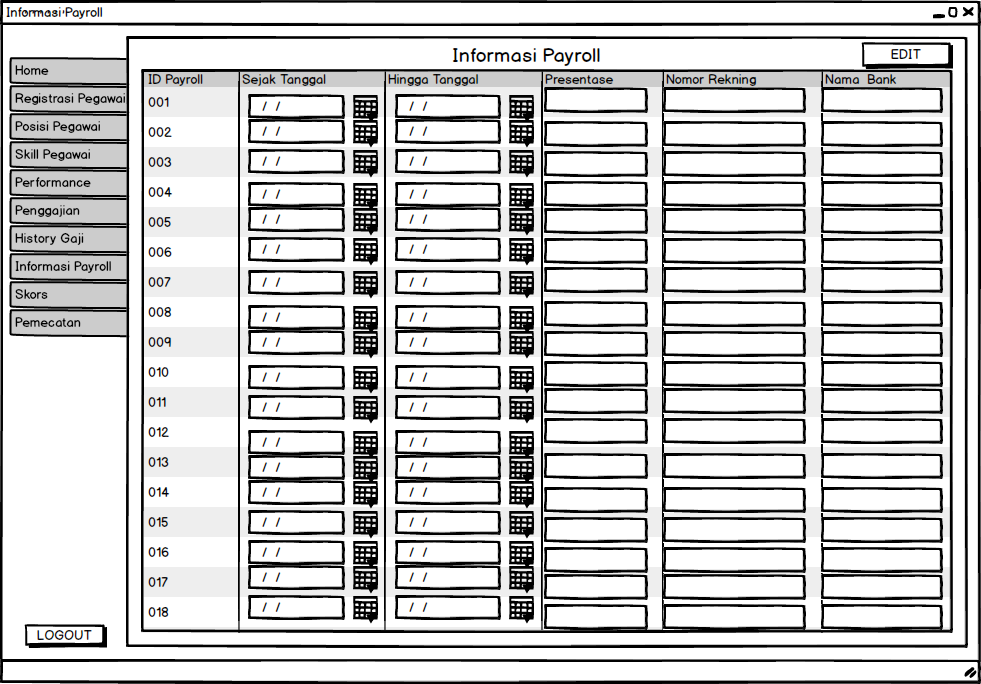 Informasi Payroll
Informasi Payroll
EDIT
Home
Registrasi Pegawai
Posisi Pegawai
Skill Pegawai
Performance
Penggajian
History Gaji
Informasi Payroll
Skors
Pemecatan
LOGOUT
ID Payroll Sejak Tanggal Hingga Tanggal Presentase Nomor Rekning Nama Bank
001 / / / /
002 / / / /
003 / / / /
004 / / / /
005 / / / /
006 / / / /
007 / / / /
008 / / / /
009 / / / /
010 / / / /
011 / / / /
012 / / / /
013 / / / /
014 / / / /
015 / / / /
016 / / / /
017 / / / /
018 / / / /